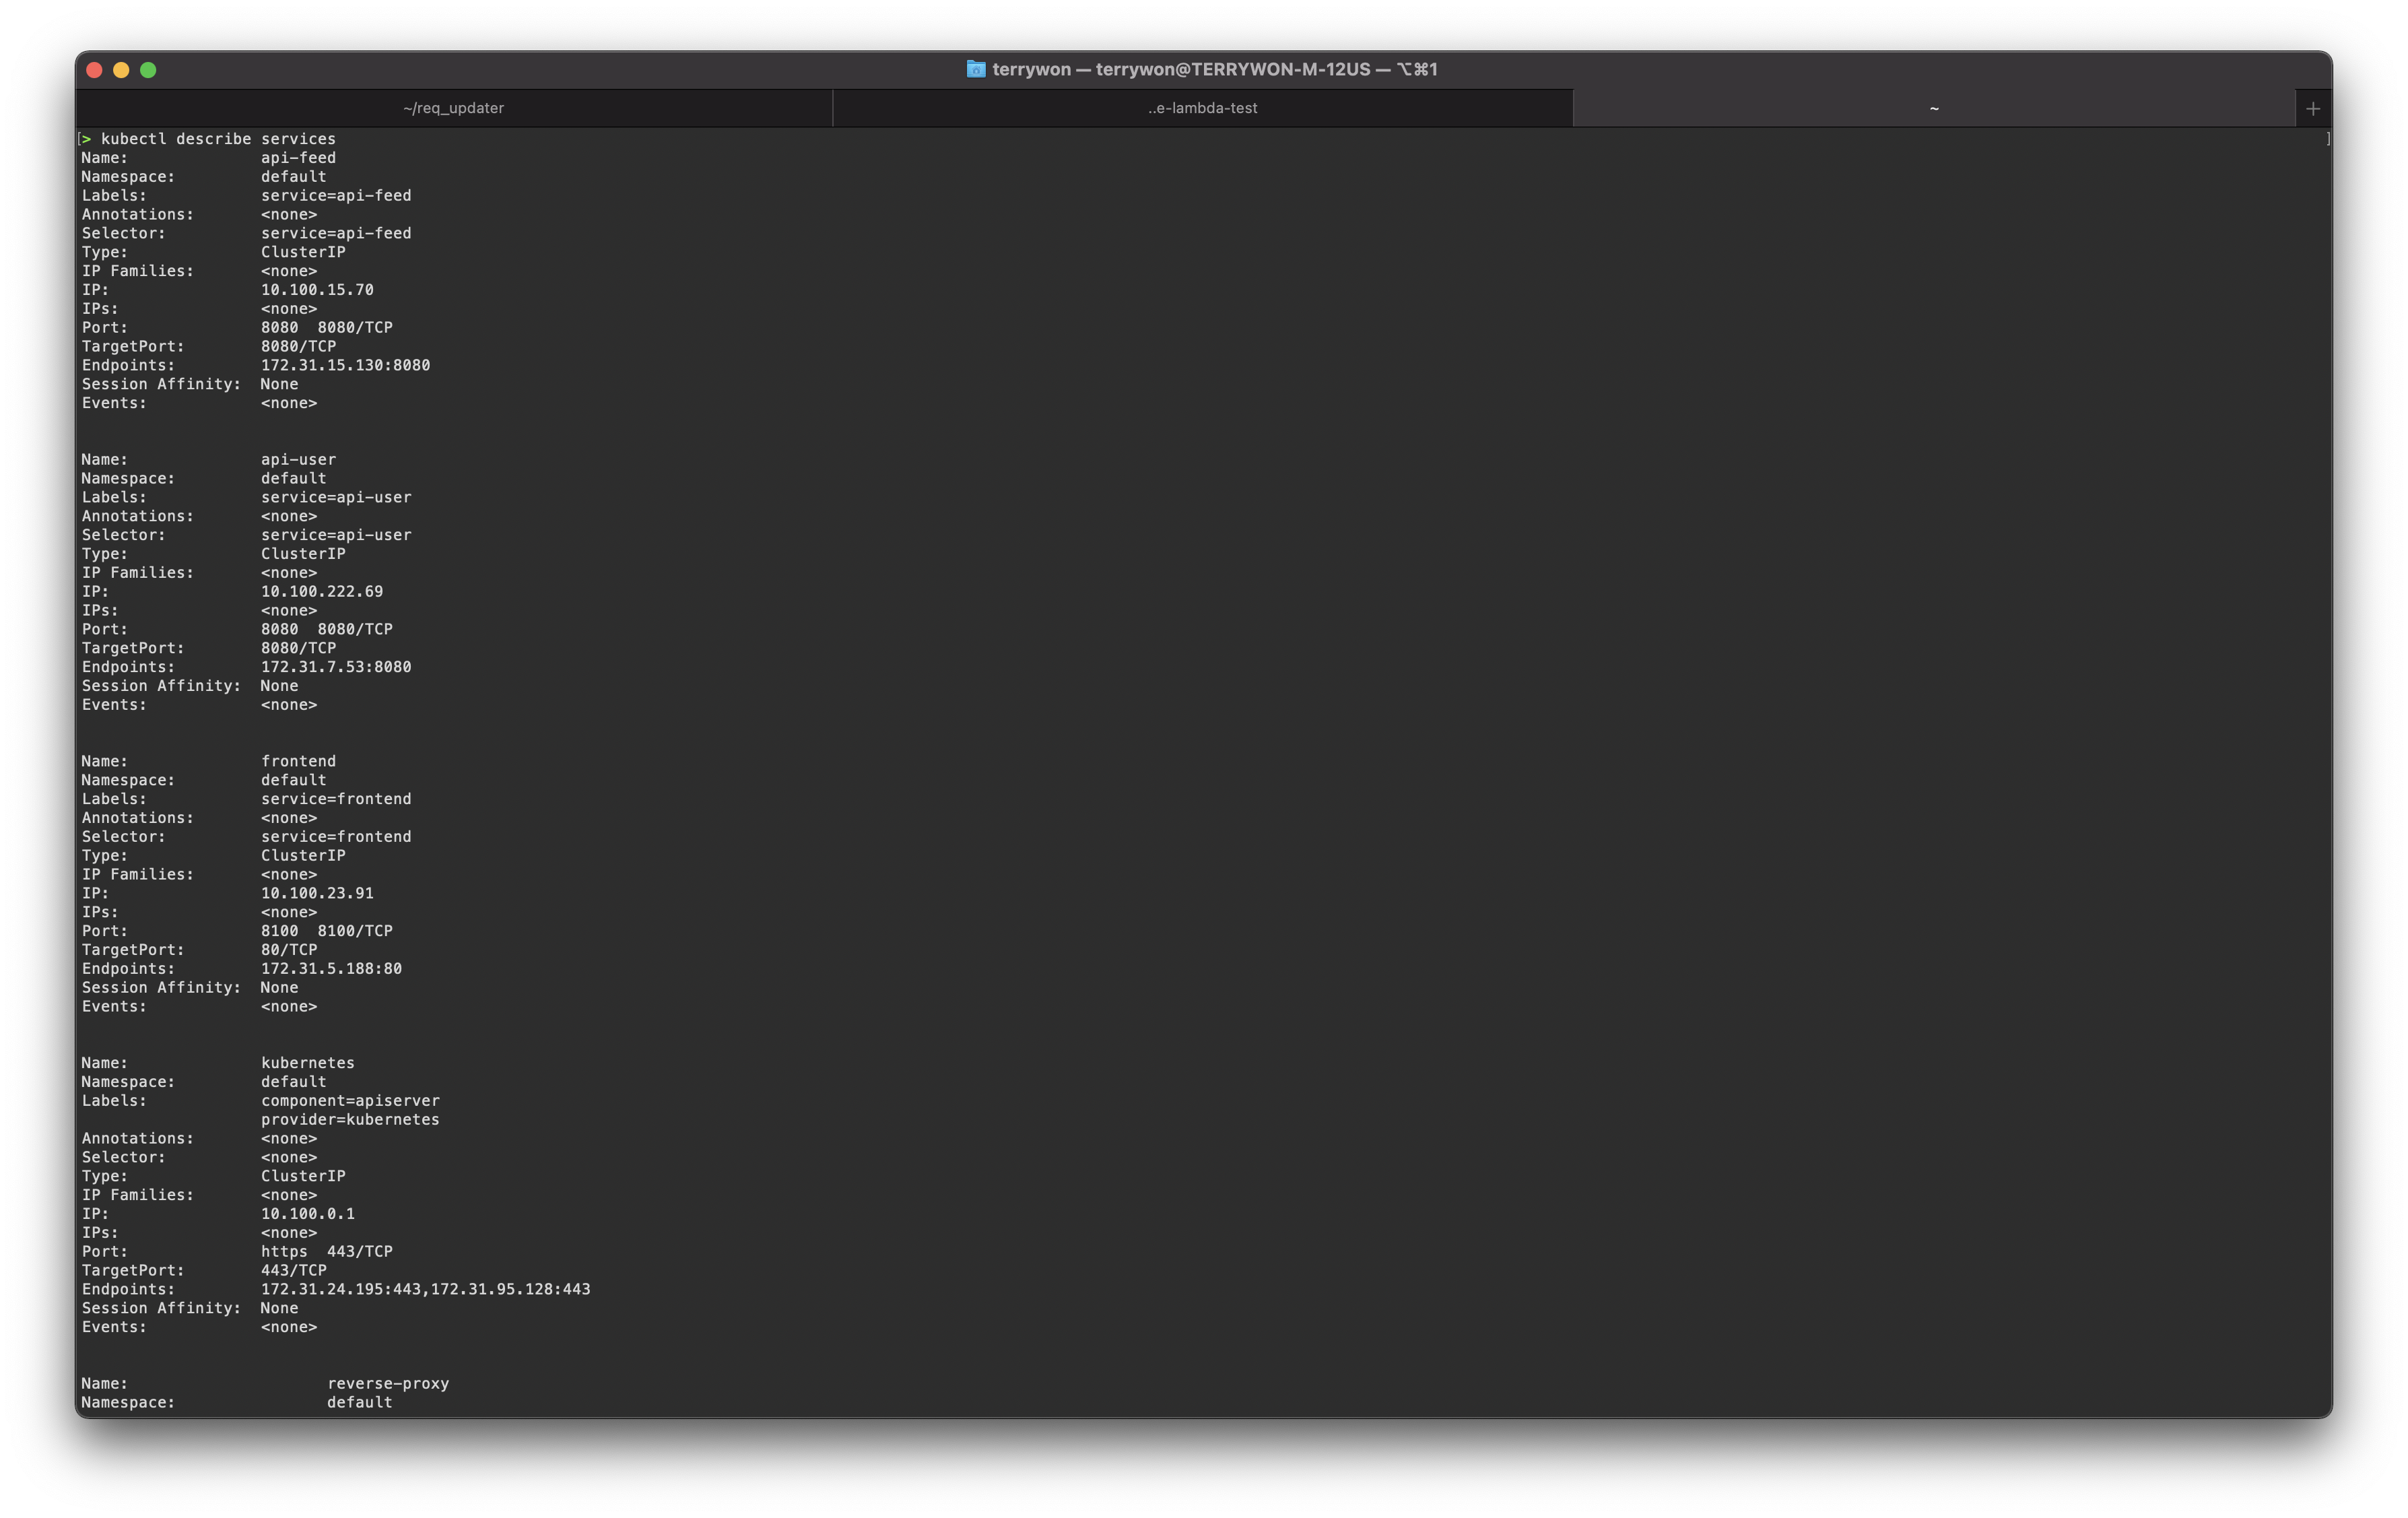 terrywon — terrywon@TERRYWON-M-12US — ⌥⌘1
~/req_updater ..e-lambda-test ~ +
[> kubectl describe services ]
Name: api-feed
Namespace: default
Labels: service=api-feed
Annotations: <none>
Selector: service=api-feed
Type: ClusterIP
IP Families: <none>
IP: 10.100.15.70
IPs: <none>
Port: 8080 8080/TCP
TargetPort: 8080/TCP
Endpoints: 172.31.15.130:8080
Session Affinity: None
Events: <none>
Name: api-user
Namespace: default
Labels: service=api-user
Annotations: <none>
Selector: service=api-user
Type: ClusterIP
IP Families: <none>
IP: 10.100.222.69
IPs: <none>
Port: 8080 8080/TCP
TargetPort: 8080/TCP
Endpoints: 172.31.7.53:8080
Session Affinity: None
Events: <none>
Name: frontend
Namespace: default
Labels: service=frontend
Annotations: <none>
Selector: service=frontend
Type: ClusterIP
IP Families: <none>
IP: 10.100.23.91
IPs: <none>
Port: 8100 8100/TCP
TargetPort: 80/TCP
Endpoints: 172.31.5.188:80
Session Affinity: None
Events: <none>
Name: kubernetes
Namespace: default
Labels: component=apiserver
provider=kubernetes
Annotations: <none>
Selector: <none>
Type: ClusterIP
IP Families: <none>
IP: 10.100.0.1
IPs: <none>
Port: https 443/TCP
TargetPort: 443/TCP
Endpoints: 172.31.24.195:443,172.31.95.128:443
Session Affinity: None
Events: <none>
Name: reverse-proxy
Namespace: default